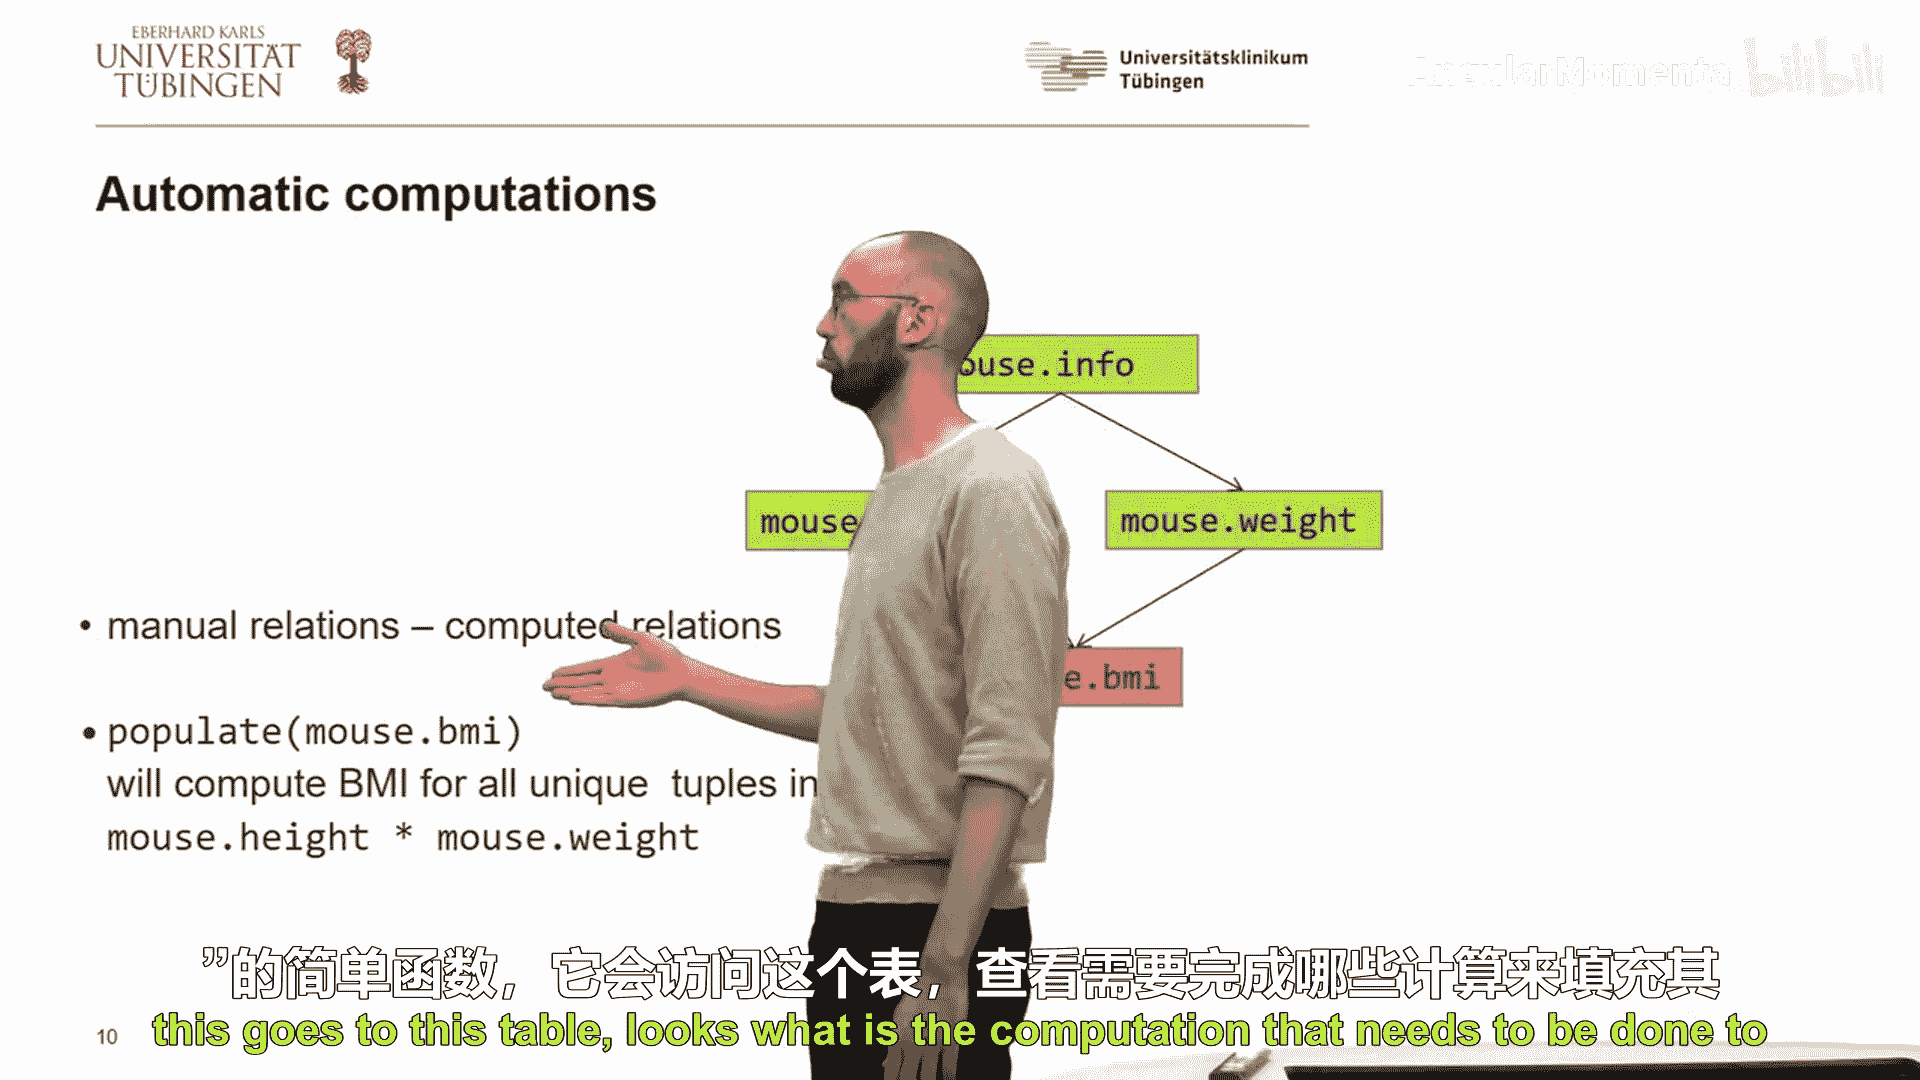 EBERHARD KARLS
UNIVERSITÄT
TÜBINGEN
Universitätsklinikum
Tübingen
bilibili
Automatic computations
ouse.info
mouse
mouse.weight
e.bmi
• manual relations – computed relations
• populate(mouse.bmi)
will compute BMI for all unique tuples in
mouse.height * mouse.weight
”的简单函数，它会访问这个表，查看需要完成哪些计算来填充其
10
this goes to this table, looks what is the computation that needs to be done to